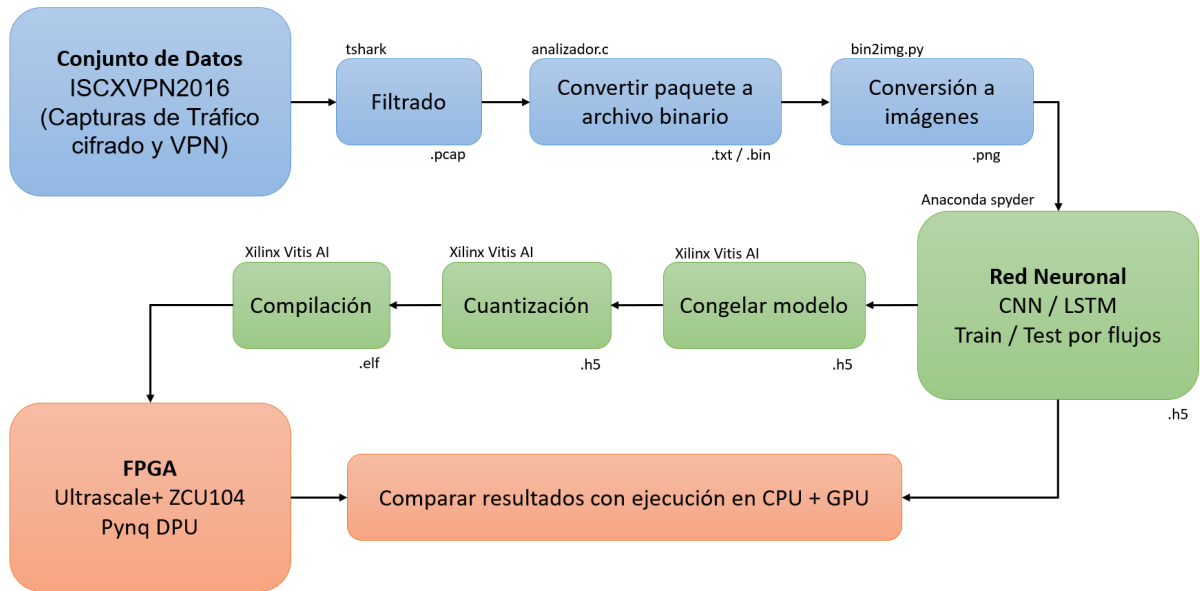 Conjunto de Datos
ISCXVPN2016
(Capturas de Tráfico
cifrado y VPN)
tshark
Filtrado
.pcap
analizador.c
Convertir paquete a
archivo binario
.txt / .bin
bin2img.py
Conversión a
imágenes
.png
Anaconda spyder
Red Neuronal
CNN / LSTM
Train / Test por flujos
.h5
Xilinx Vitis AI
Congelar modelo
.h5
Xilinx Vitis AI
Cuantización
.h5
Xilinx Vitis AI
Compilación
.elf
FPGA
Ultrascale+ ZCU104
Pynq DPU
Comparar resultados con ejecución en CPU + GPU